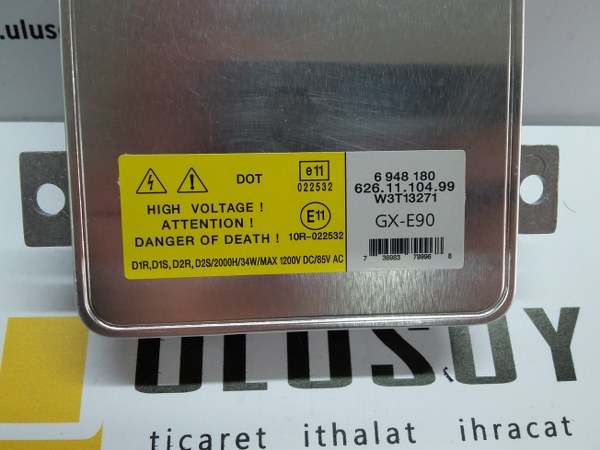 .uluso
DOT
e11
022532
HIGH VOLTAGE !
ATTENTION !
DANGER OF DEATH !
E11
10R-022532
D1R,D1S, D2R, D2S/2000H/34W/MAX 1200V DC/85V AC
6 948 180
626.11.104.99
W3T13271
GX-E90
7 30983 79996 8
ULUSOY
ticaret ithalat ihracat